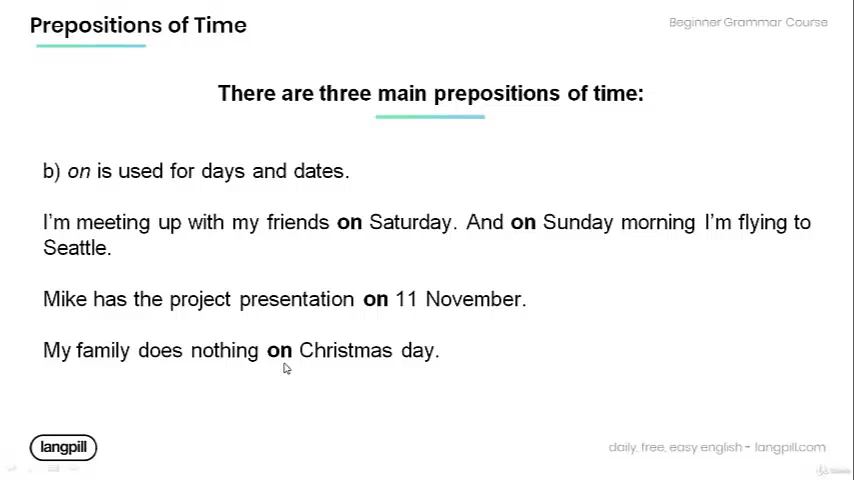 Prepositions of Time
Beginner Grammar Course
There are three main prepositions of time:
b) on is used for days and dates.
I'm meeting up with my friends on Saturday. And on Sunday morning I'm flying to
Seattle.
Mike has the project presentation on 11 November.
My family does nothing on Christmas day.
langpill
daily, free, easy english - langpill.com